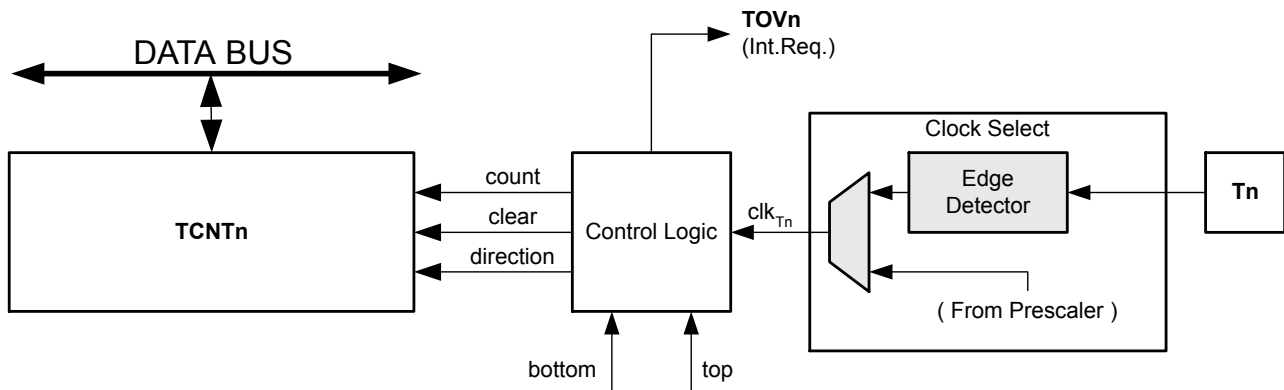 TOVn
(Int.Req.)
DATA BUS
Clock Select
count
Edge
Detector
Tn
TCNTn
clear
Control Logic
clkTn
direction
( From Prescaler )
bottom
top